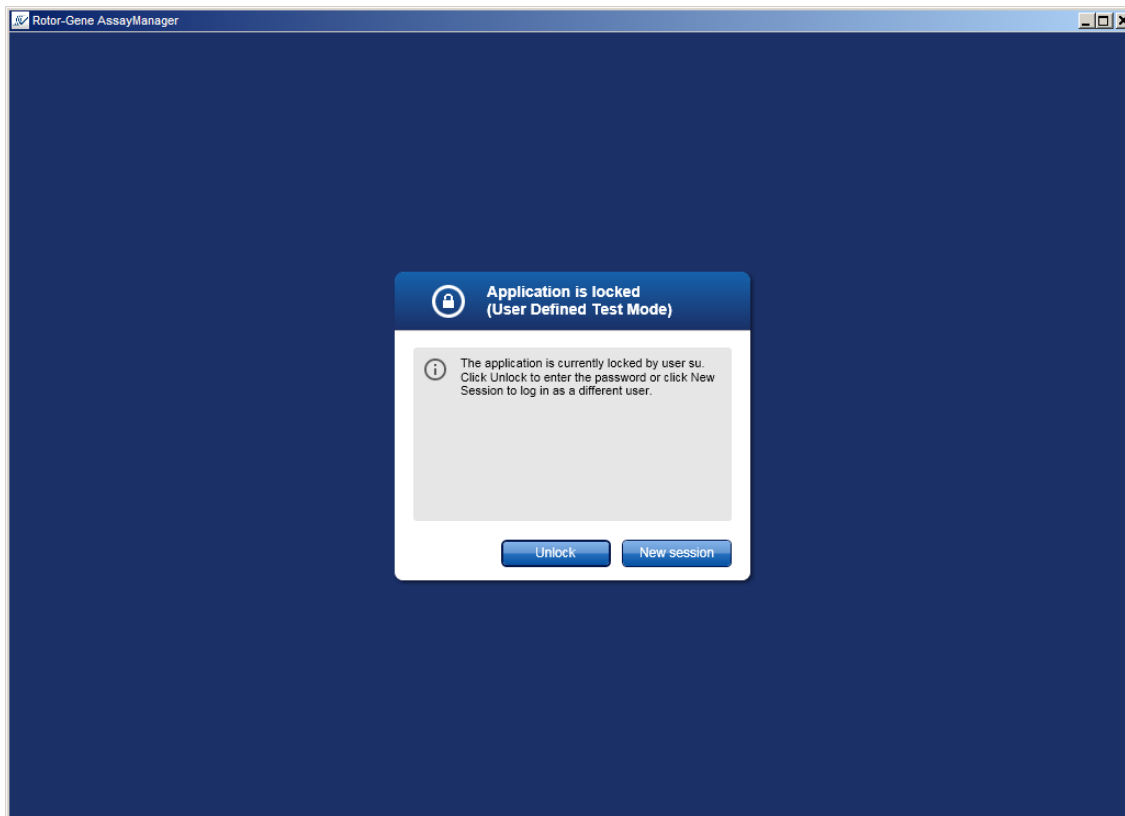 Rotor-Gene AssayManager
Application is locked
(User Defined Test Mode)
The application is currently locked by user su.
Click Unlock to enter the password or click New
Session to log in as a different user.
Unlock
New session